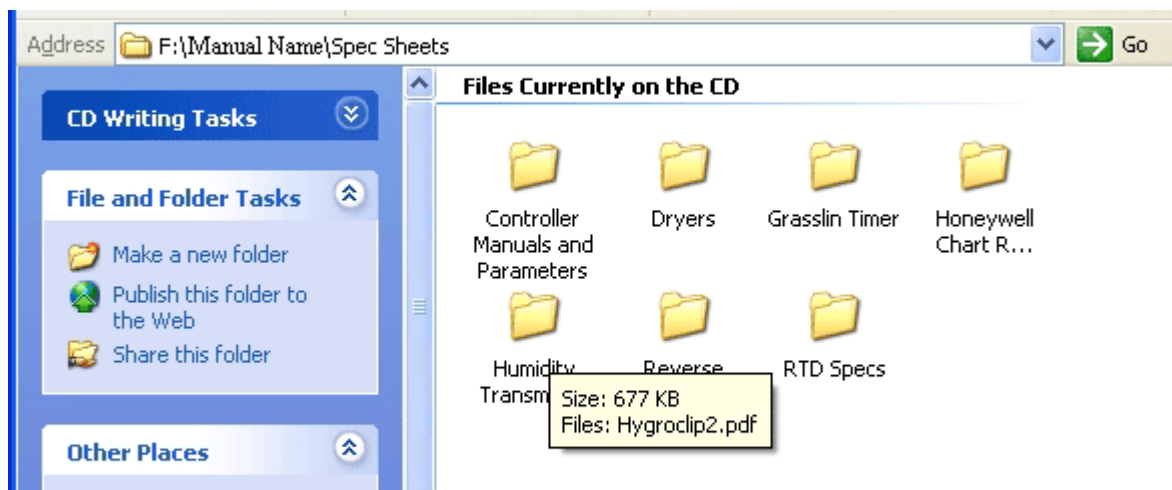 Address F:\Manual Name\Spec Sheets Go
CD Writing Tasks
File and Folder Tasks
Make a new folder
Publish this folder to
the Web
Share this folder
Other Places
Files Currently on the CD
Controller
Manuals and
Parameters
Dryers
Grasslin Timer
Honeywell
Chart R...
Humidity
Transm
Reverse
RTD Specs
Size: 677 KB
Files: Hygroclip2.pdf